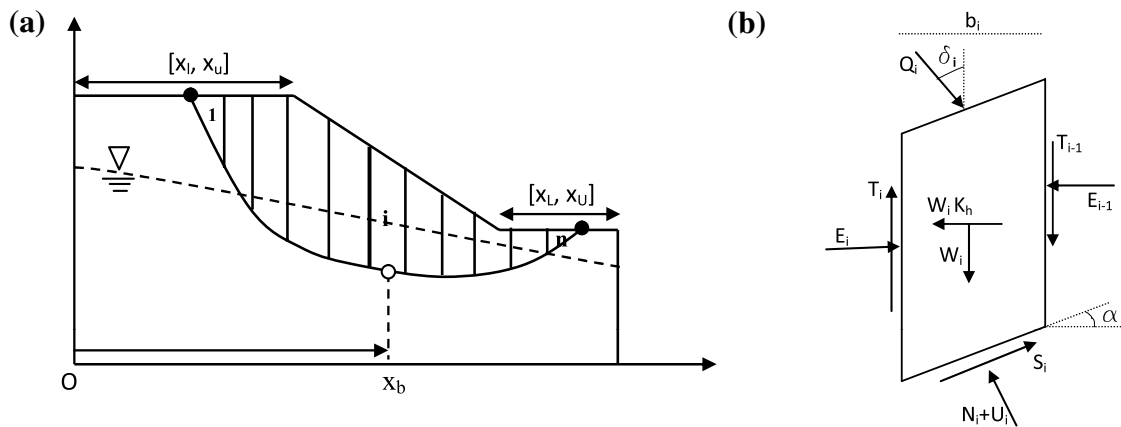 (a)
[xl, xu]
1
i
[xL, xU]
n
O
xb
(b)
bi
Qi
δi
Ti-1
Ti
Wi Kh
Ei-1
Ei
Wi
α
Si
Ni+Ui